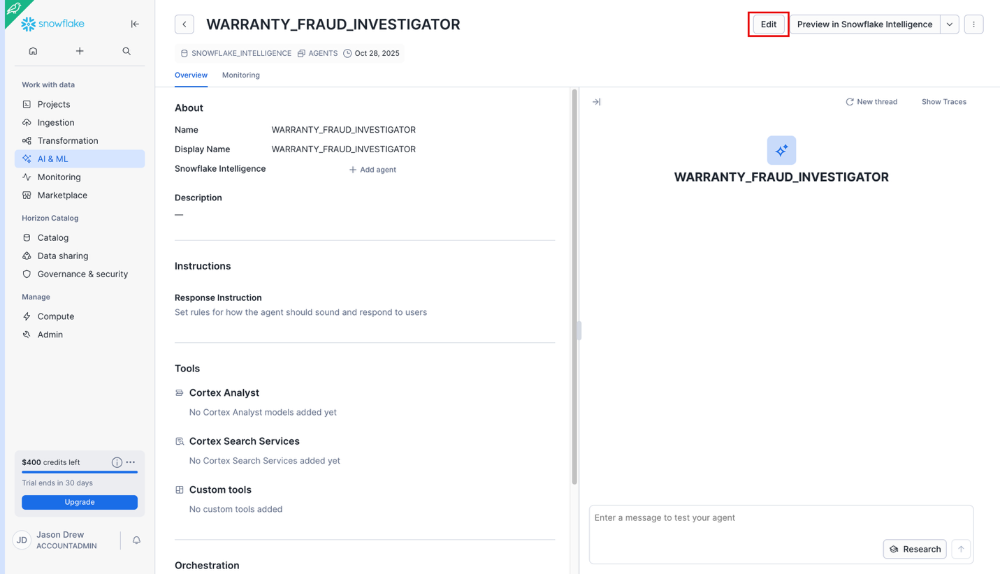 snowflake
Work with data
Projects
Ingestion
Transformation
AI & ML
Monitoring
Marketplace
Horizon Catalog
Catalog
Data sharing
Governance & security
Manage
Compute
Admin
$400 credits left
Trial ends in 30 days
Upgrade
JD
Jason Drew
ACCOUNTADMIN
WARRANTY_FRAUD_INVESTIGATOR
Edit
Preview in Snowflake Intelligence
SNOWFLAKE_INTELLIGENCE AGENTS Oct 28, 2025
Overview Monitoring
About
Name WARRANTY_FRAUD_INVESTIGATOR
Display Name WARRANTY_FRAUD_INVESTIGATOR
Snowflake Intelligence + Add agent
Description
—
Instructions
Response Instruction
Set rules for how the agent should sound and respond to users
Tools
Cortex Analyst
No Cortex Analyst models added yet
Cortex Search Services
No Cortex Search Services added yet
Custom tools
No custom tools added
Orchestration
New thread Show Traces
WARRANTY_FRAUD_INVESTIGATOR
Enter a message to test your agent
Research